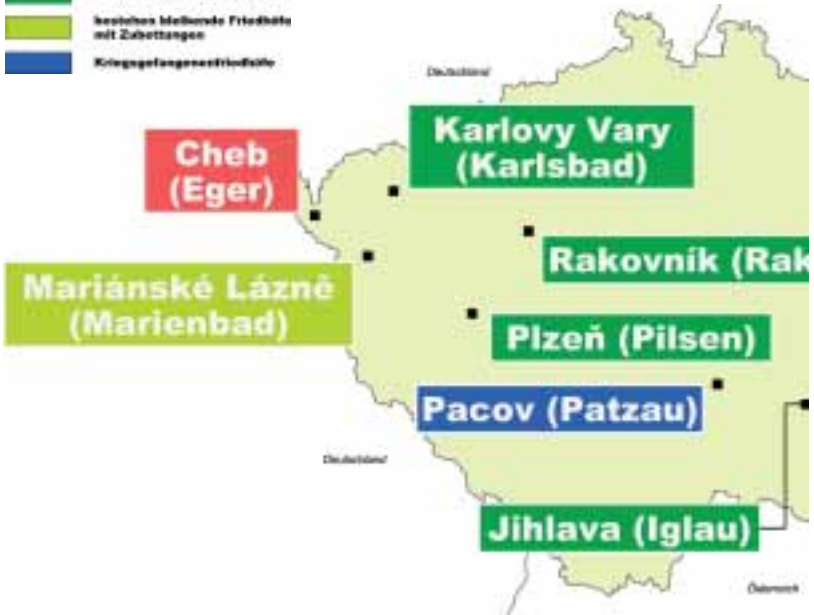 bestehen bleibende Friedhöfe
mit Zubettungen
Kriegsgefangenenfriedhöfe
Deutschland
Karlovy Vary
(Karlsbad)
Cheb
(Eger)
Rakovník (Rak
Mariánské Lázně
(Marienbad)
Plzeň (Pilsen)
Pacov (Patzau)
Deutschland
Jihlava (Iglau)
Österreich